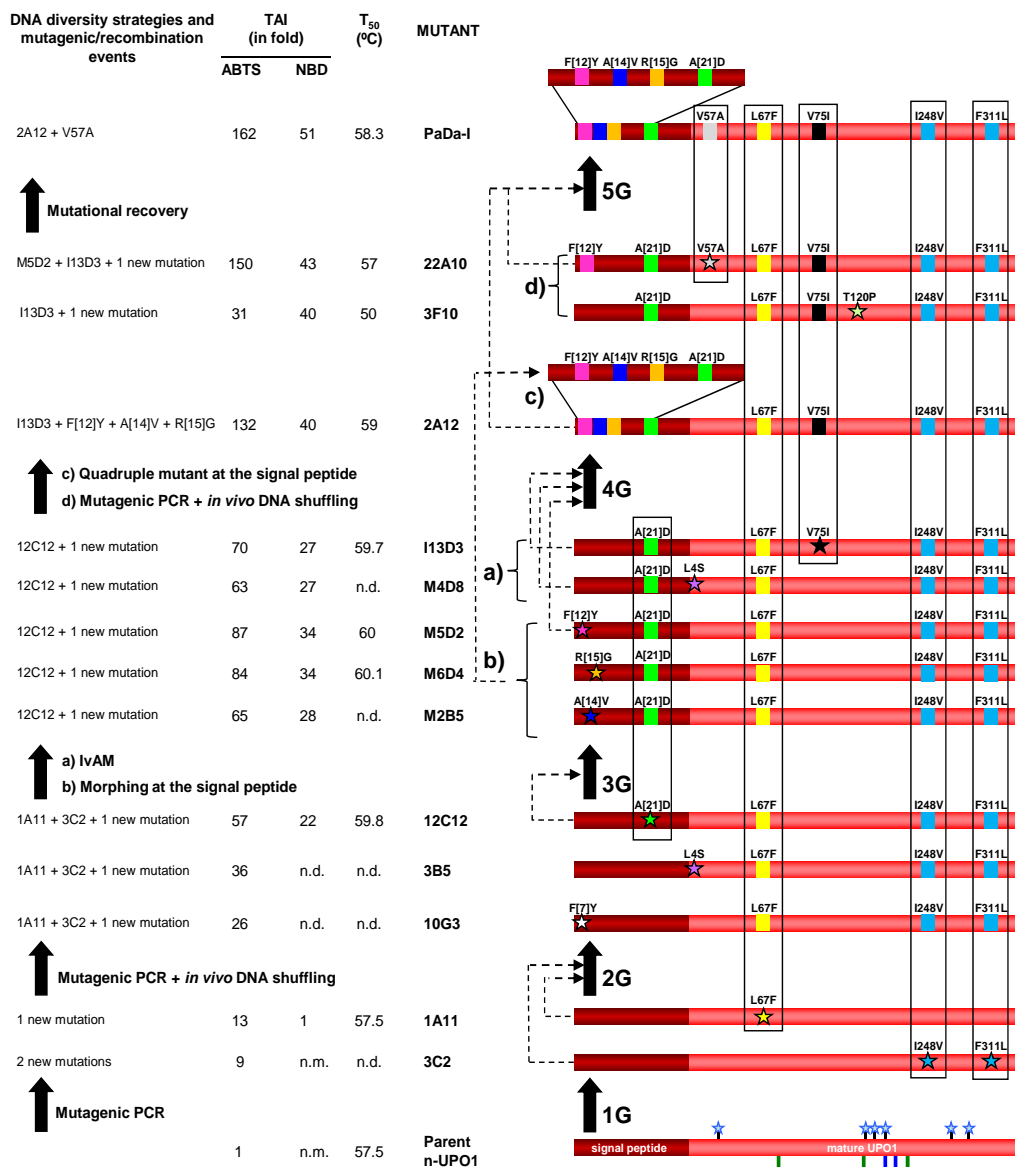 DNA diversity strategies and
mutagenic/recombination
events
TAI
(in fold)
ABTS NBD
T50
(ºC)
MUTANT
F[12]Y A[14]V R[15]G A[21]D
2A12 + V57A 162 51 58.3 PaDa-I
V57A L67F V75I I248V F311L
5G
Mutational recovery
M5D2 + I13D3 + 1 new mutation 150 43 57 22A10
F[12]Y A[21]D V57A L67F V75I I248V F311L
d)
I13D3 + 1 new mutation 31 40 50 3F10
A[21]D L67F V75I T120P I248V F311L
F[12]Y A[14]V R[15]G A[21]D
c)
I13D3 + F[12]Y + A[14]V + R[15]G 132 40 59 2A12
L67F V75I I248V F311L
c) Quadruple mutant at the signal peptide
d) Mutagenic PCR + in vivo DNA shuffling
4G
12C12 + 1 new mutation 70 27 59.7 I13D3
A[21]D L67F V75I I248V F311L
a)
12C12 + 1 new mutation 63 27 n.d. M4D8
A[21]D L4S L67F I248V F311L
12C12 + 1 new mutation 87 34 60 M5D2
F[12]Y A[21]D L67F I248V F311L
b)
12C12 + 1 new mutation 84 34 60.1 M6D4
R[15]G A[21]D L67F I248V F311L
12C12 + 1 new mutation 65 28 n.d. M2B5
A[14]V A[21]D L67F I248V F311L
a) IvAM
b) Morphing at the signal peptide
3G
1A11 + 3C2 + 1 new mutation 57 22 59.8 12C12
A[21]D L67F I248V F311L
1A11 + 3C2 + 1 new mutation 36 n.d. n.d. 3B5
L4S L67F I248V F311L
1A11 + 3C2 + 1 new mutation 26 n.d. n.d. 10G3
F[7]Y L67F I248V F311L
Mutagenic PCR + in vivo DNA shuffling
2G
1 new mutation 13 1 57.5 1A11
L67F
2 new mutations 9 n.m. n.d. 3C2
I248V F311L
Mutagenic PCR
1G
1 n.m. 57.5 Parent
n-UPO1
signal peptide mature UPO1